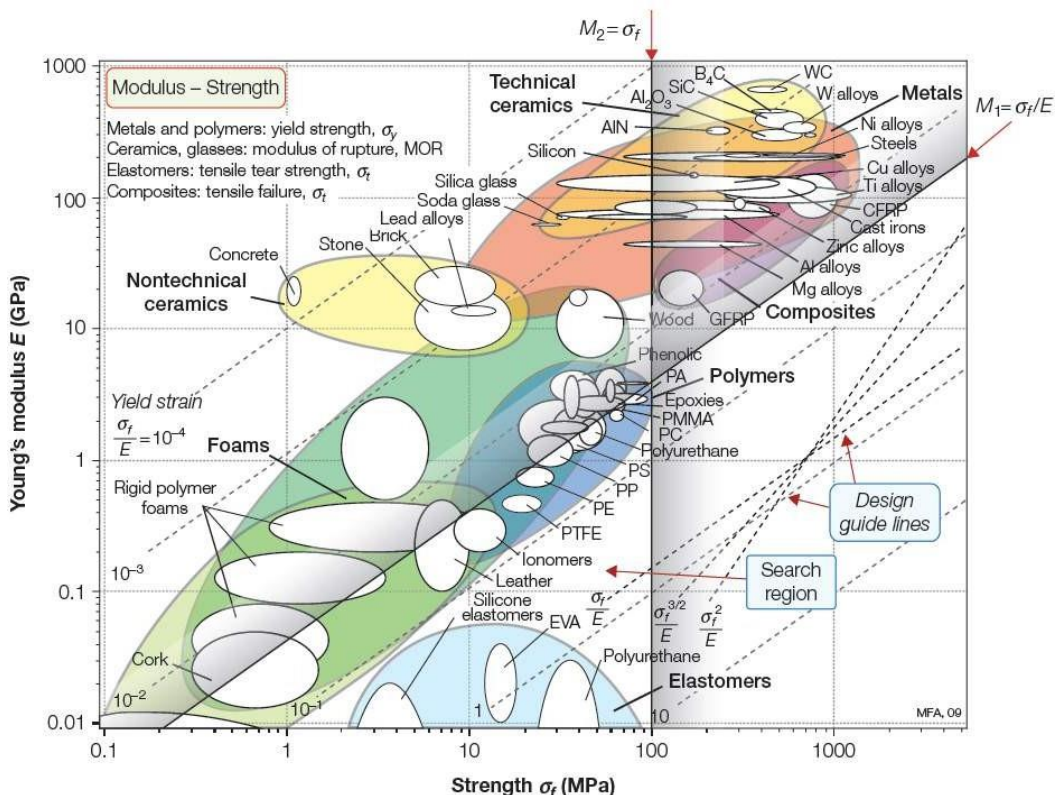 M₂ = σf
1000
Modulus – Strength
Metals and polymers: yield strength, σy
Ceramics, glasses: modulus of rupture, MOR
Elastomers: tensile tear strength, σt
Composites: tensile failure, σt
Technical
ceramics
B₄C
WC
SiC
W alloys
Al₂O₃
Metals
M₁ = σf/E
AlN
Ni alloys
Steels
Silicon
Cu alloys
Ti alloys
Silica glass
Soda glass
100
CFRP
Cast irons
Lead alloys
Brick
Stone
Zinc alloys
Concrete
Al alloys
Nontechnical
ceramics
Mg alloys
Composites
GFRP
Wood
10
Phenolic
PA
Polymers
Epoxies
PMMA
PC
Polyurethane
PS
PP
PE
PTFE
Ionomers
Leather
Yield strain
σf/E = 10⁻⁴
Foams
1
Rigid polymer
foams
Design
guide lines
Search
region
10⁻³
0.1
Silicone
elastomers
EVA
σf/E
σf^3/2/E
σf^2/E
Polyurethane
Cork
Elastomers
10⁻²
10⁻¹
1
10
MFA, 09
0.01
0.1
1
10
100
1000
Young's modulus E (GPa)
Strength σf (MPa)